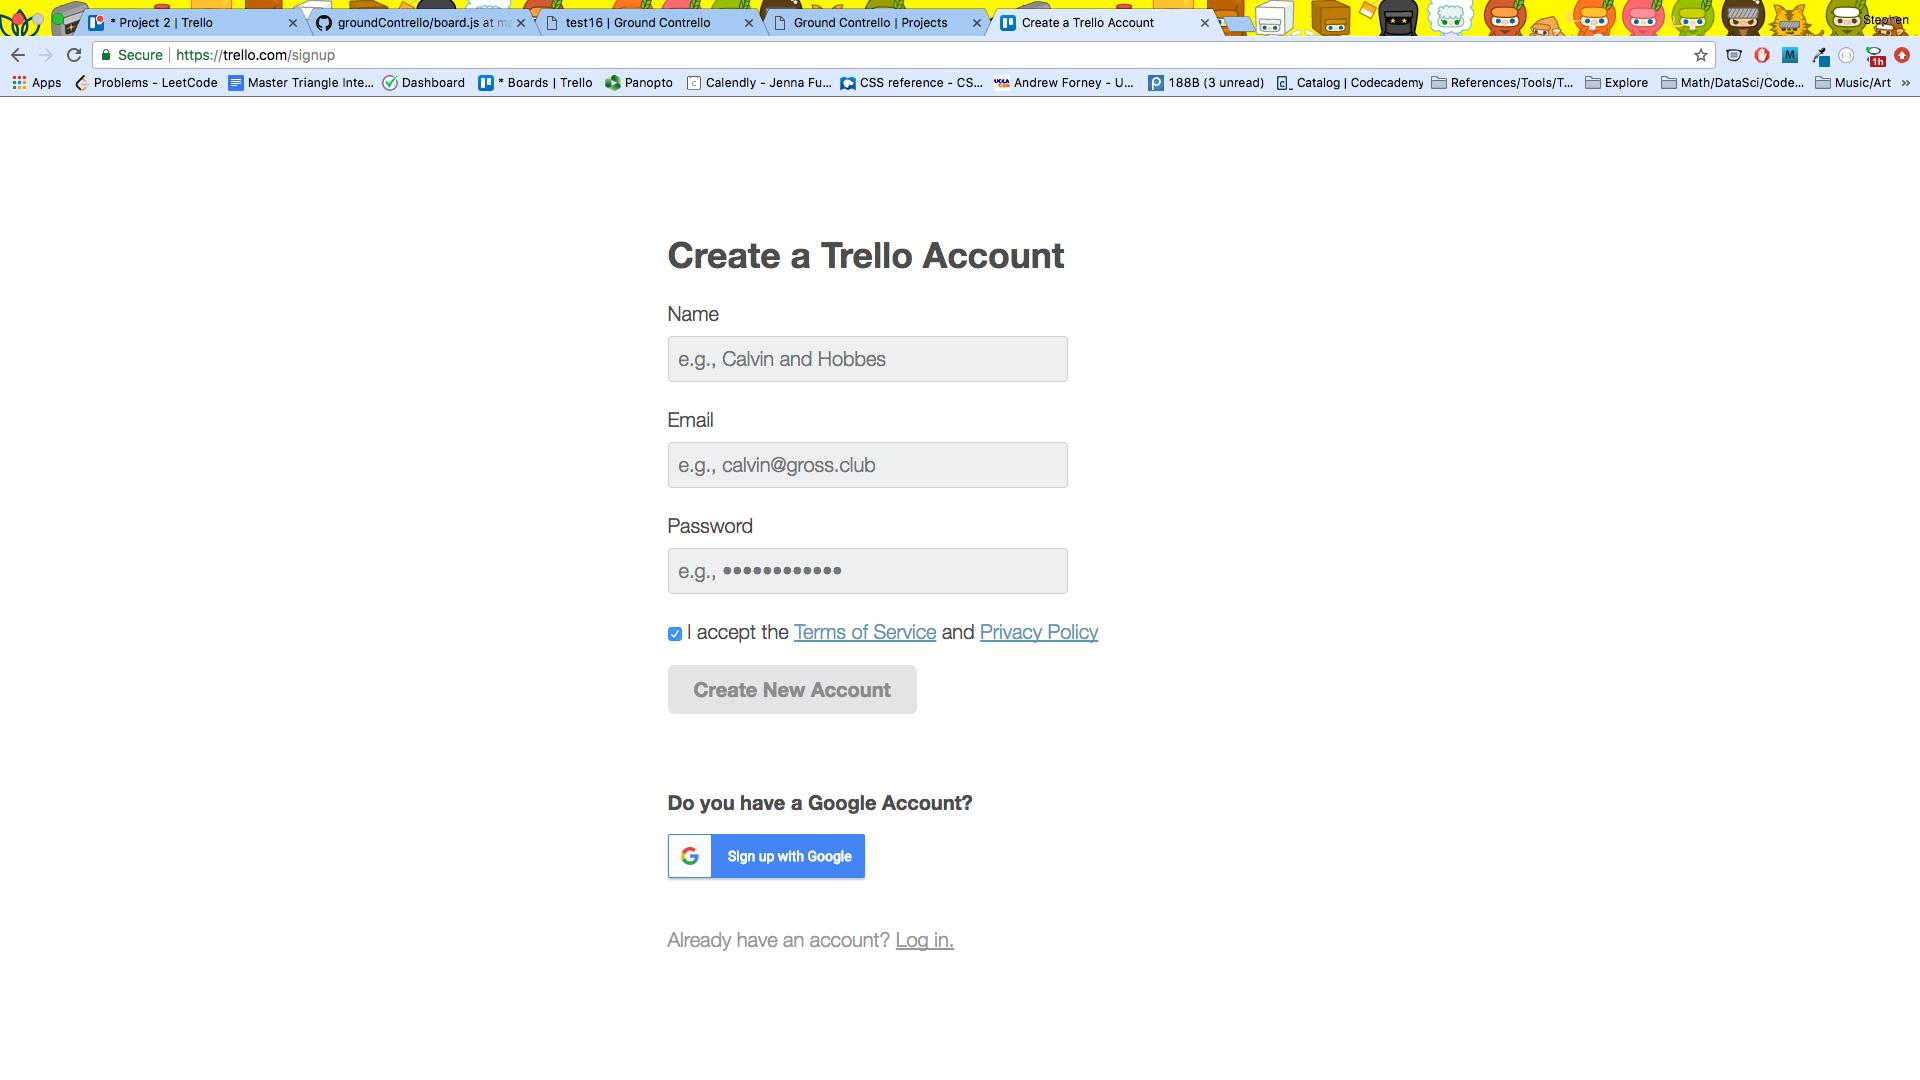 * Project 2 | Trello
groundContrello/board.js at ma
test16 | Ground Contrello
Ground Contrello | Projects
Create a Trello Account
Stephen
Secure
https://trello.com/signup
1h
Apps
Problems - LeetCode
Master Triangle Inte...
Dashboard
* Boards | Trello
Panopto
Calendly - Jenna Fu...
CSS reference - CS...
Andrew Forney - U...
188B (3 unread)
Catalog | Codecademy
References/Tools/T...
Explore
Math/DataSci/Code...
Music/Art
»
Create a Trello Account
Name
e.g., Calvin and Hobbes
Email
e.g., calvin@gross.club
Password
e.g., ••••••••••••
I accept the Terms of Service and Privacy Policy
Create New Account
Do you have a Google Account?
Sign up with Google
Already have an account? Log in.